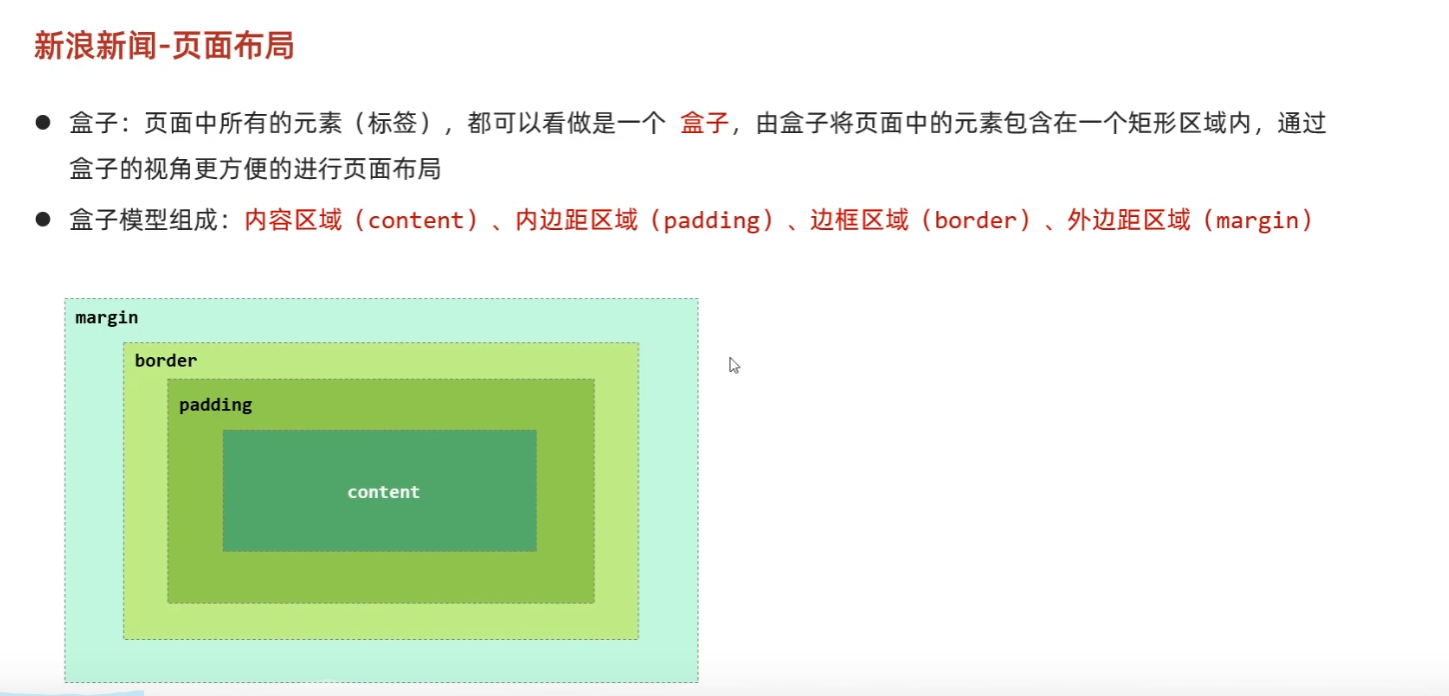 新浪新闻-页面布局
● 盒子：页面中所有的元素（标签），都可以看做是一个 盒子，由盒子将页面中的元素包含在一个矩形区域内，通过
盒子的视角更方便的进行页面布局
● 盒子模型组成：内容区域（content）、内边距区域（padding）、边框区域（border）、外边距区域（margin）
margin
border
padding
content